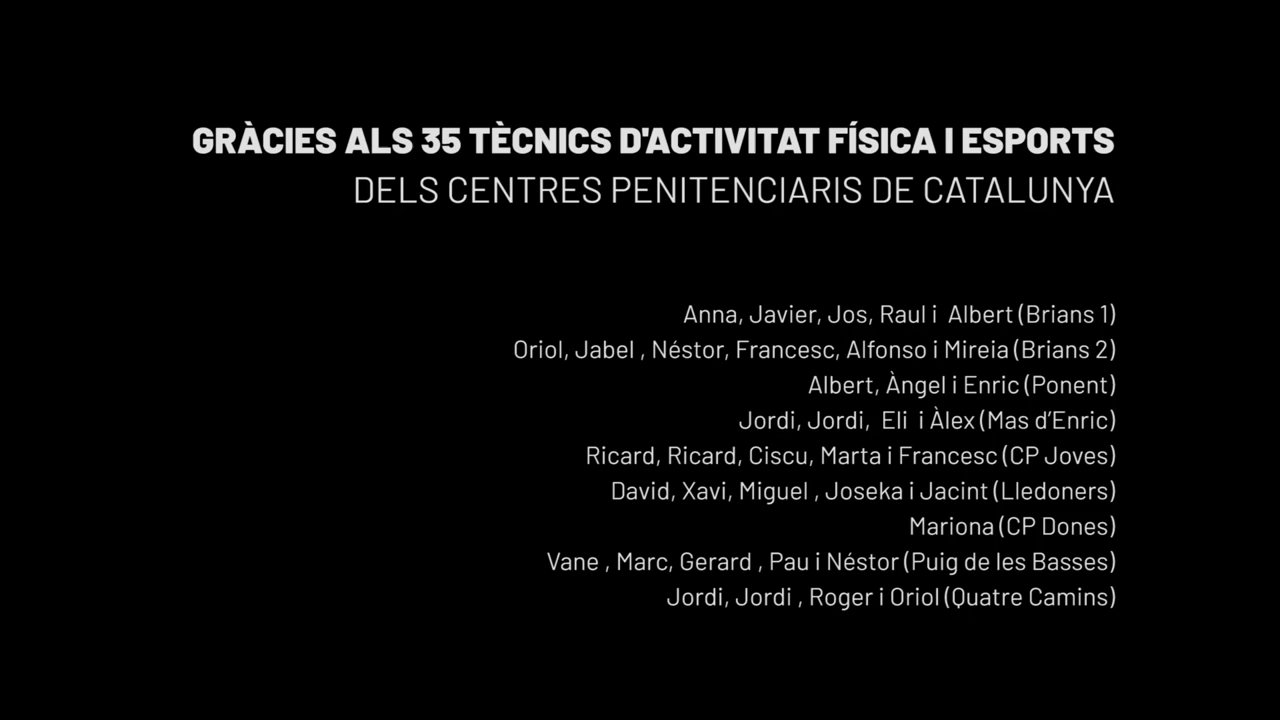 GRÀCIES ALS 35 TÈCNICS D'ACTIVITAT FÍSICA I ESPORTS
DELS CENTRES PENITENCIARIS DE CATALUNYA
Anna, Javier, Jos, Raul i  Albert (Brians 1)
Oriol, Jabel , Néstor, Francesc, Alfonso i Mireia (Brians 2)
Albert, Àngel i Enric (Ponent)
Jordi, Jordi,  Eli  i Àlex (Mas d’Enric)
Ricard, Ricard, Ciscu, Marta i Francesc (CP Joves)
David, Xavi, Miguel , Joseka i Jacint (Lledoners)
Mariona (CP Dones)
Vane , Marc, Gerard , Pau i Néstor (Puig de les Basses)
Jordi, Jordi , Roger i Oriol (Quatre Camins)